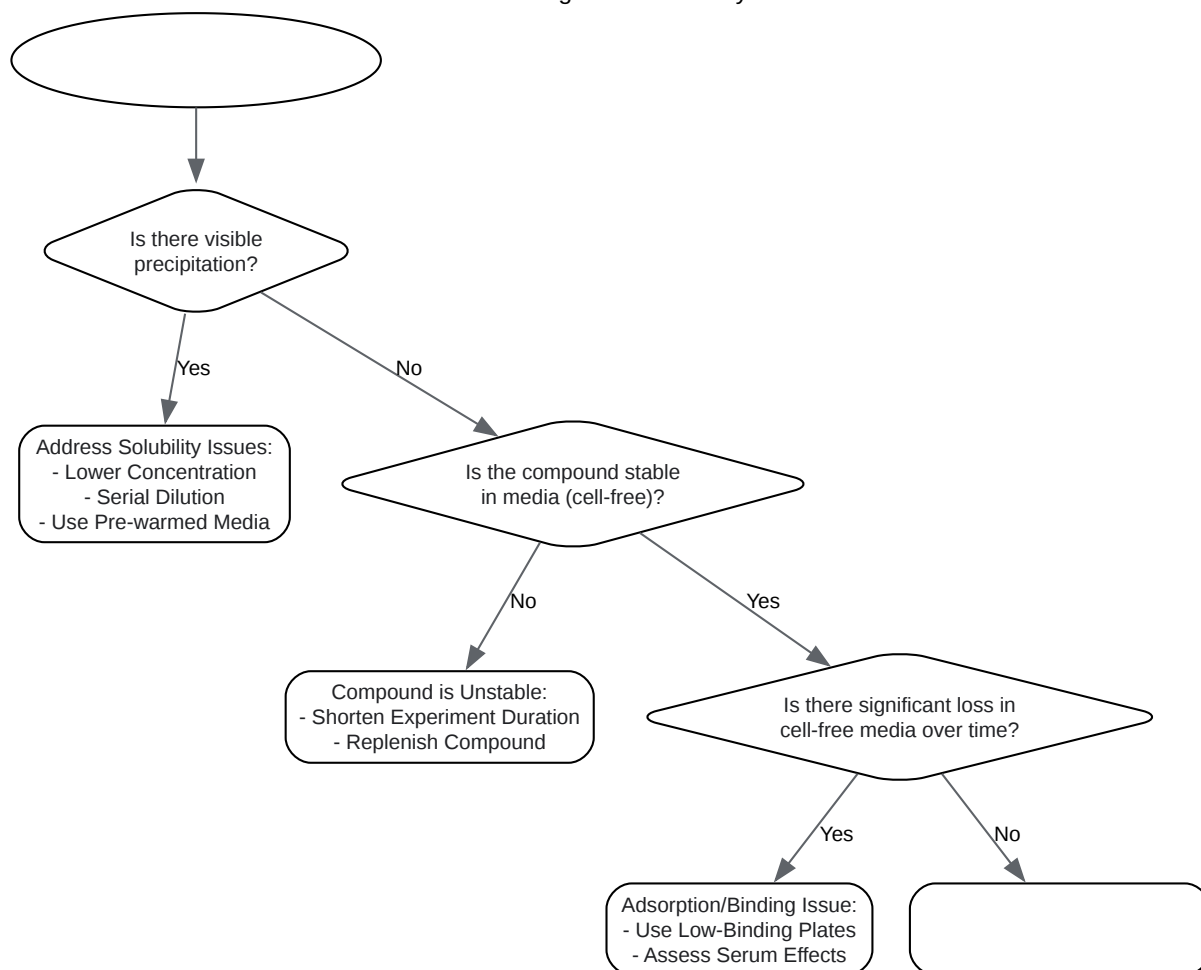 Is there visible
precipitation?
Yes
No
Address Solubility Issues:
- Lower Concentration
- Serial Dilution
- Use Pre-warmed Media
Is the compound stable
in media (cell-free)?
No
Yes
Compound is Unstable:
- Shorten Experiment Duration
- Replenish Compound
Is there significant loss in
cell-free media over time?
Yes
No
Adsorption/Binding Issue:
- Use Low-Binding Plates
- Assess Serum Effects